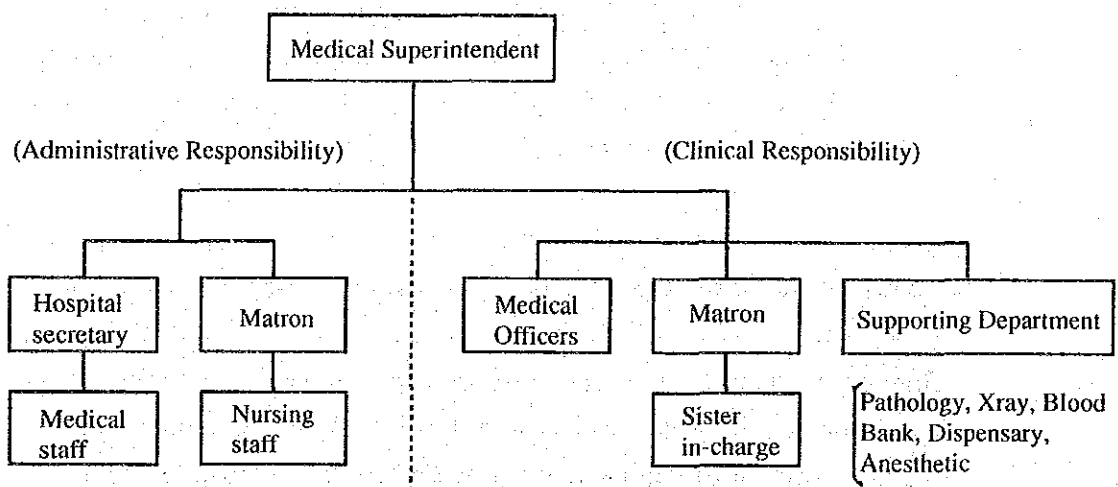 Medical Superintendent
(Administrative Responsibility)
(Clinical Responsibility)
Hospital
secretary
Matron
Medical
Officers
Matron
Supporting Department
Medical
staff
Nursing
staff
Sister
in-charge
Pathology, Xray, Blood
Bank, Dispensary,
Anesthetic